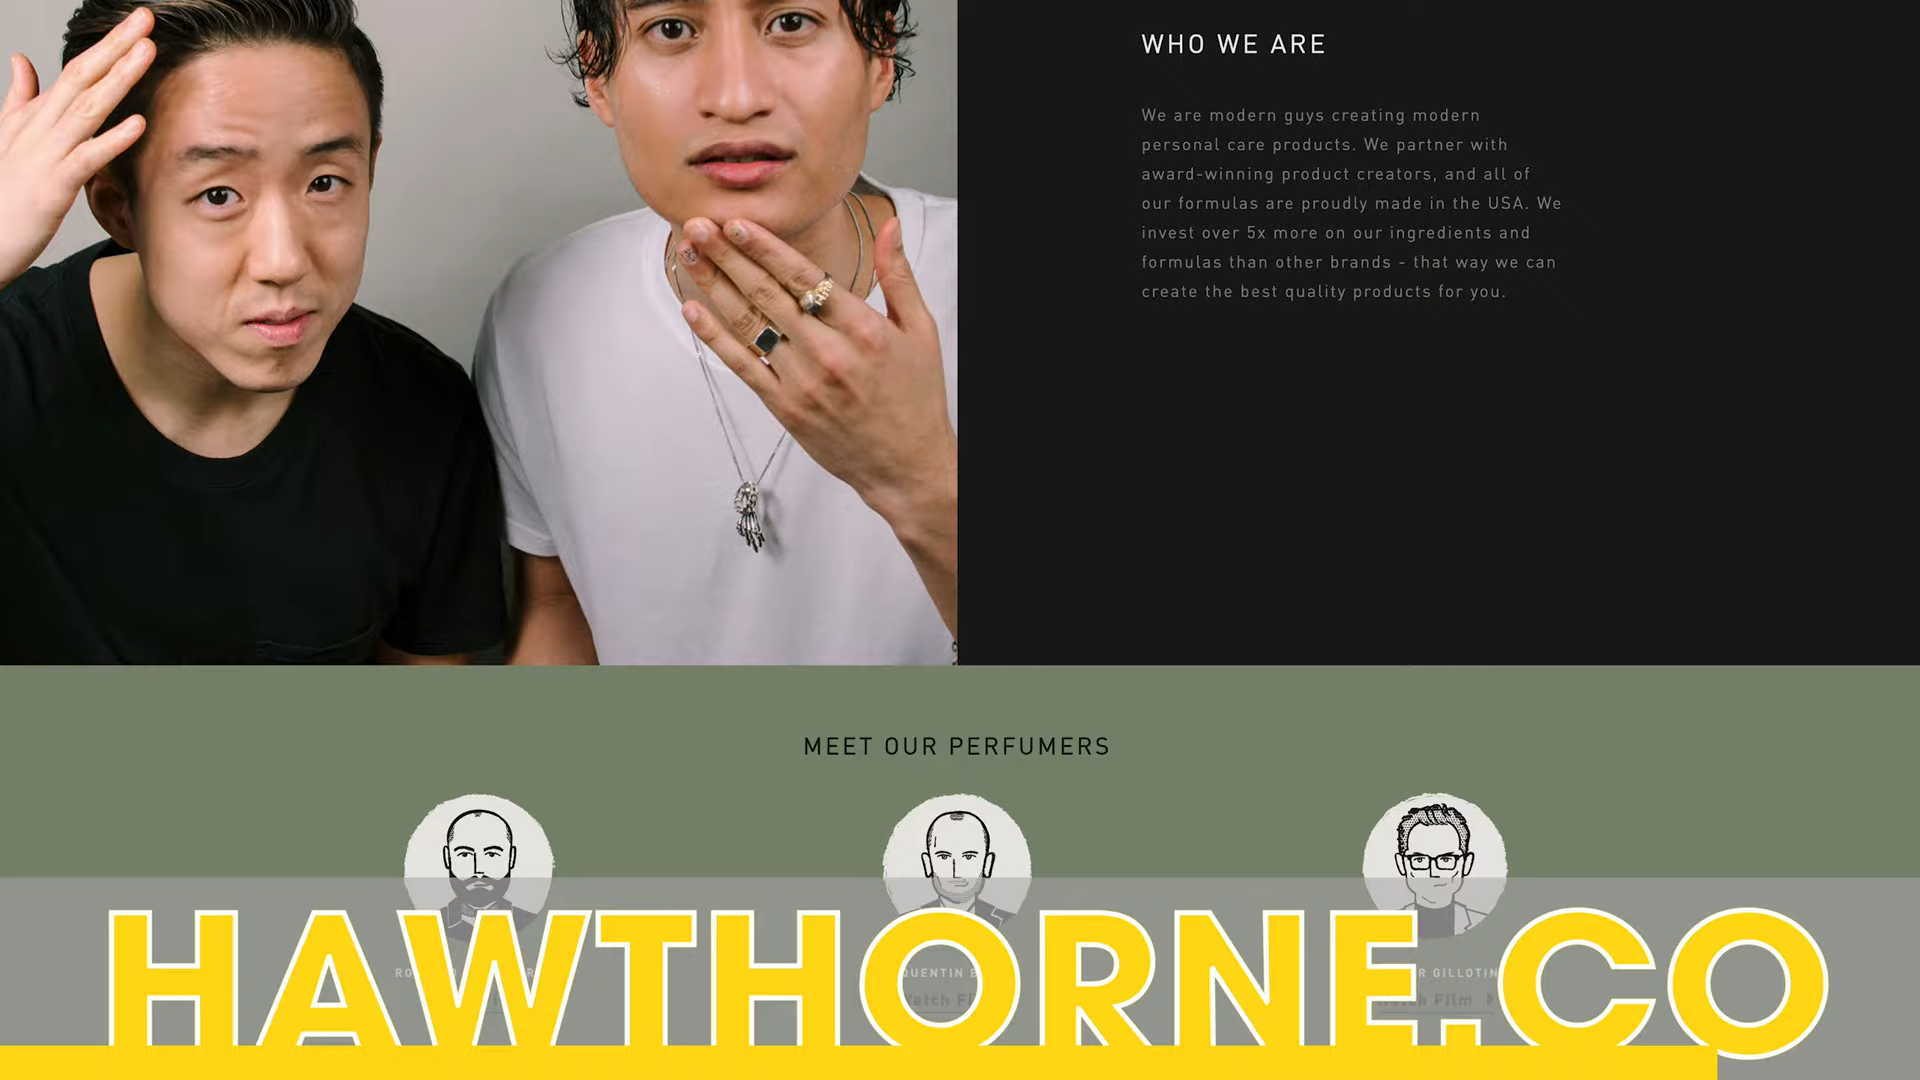 WHO WE ARE
We are modern guys creating modern
personal care products. We partner with
award-winning product creators, and all of
our formulas are proudly made in the USA. We
invest over 5x more on our ingredients and
formulas than other brands - that way we can
create the best quality products for you.
MEET OUR PERFUMERS
QUENTIN
GILLOTIN
Film
HAWTHORNE.CO